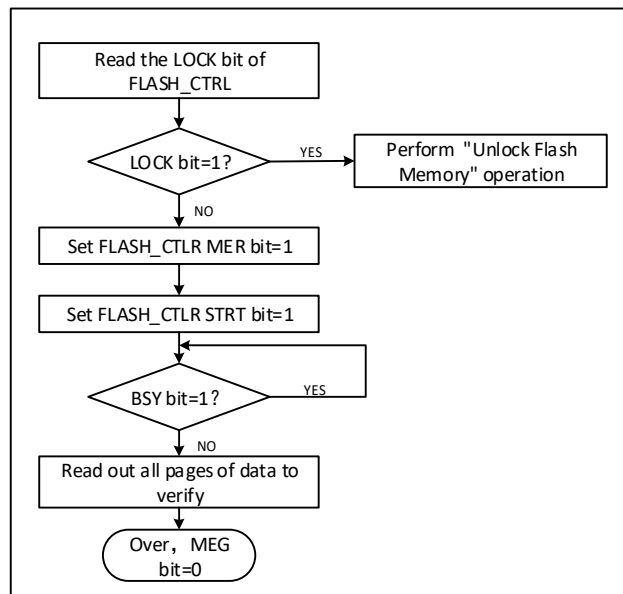 Read the LOCK bit of
FLASH_CTRL
LOCK bit=1?
YES
Perform "Unlock Flash
Memory" operation
NO
Set FLASH_CTLR MER bit=1
Set FLASH_CTLR STRT bit=1
BSY bit=1?
YES
NO
Read out all pages of data to
verify
Over，MEG
bit=0